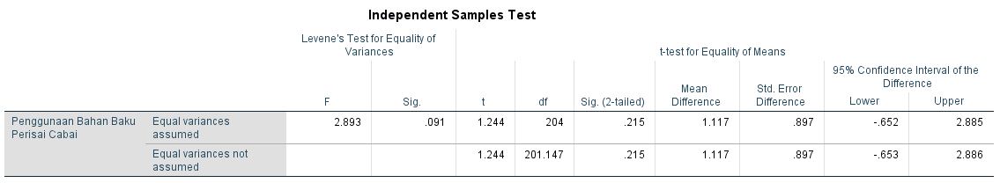 Independent Samples Test
Levene's Test for Equality of
Variances
t-test for Equality of Means
95% Confidence Interval of the
Difference
F Sig. t df Sig. (2-tailed) Mean
Difference Std. Error
Difference Lower Upper
Penggunaan Bahan Baku
Perisai Cabai
Equal variances
assumed
2.893 .091 1.244 204 .215 1.117 .897 -.652 2.885
Equal variances not
assumed
1.244 201.147 .215 1.117 .897 -.653 2.886